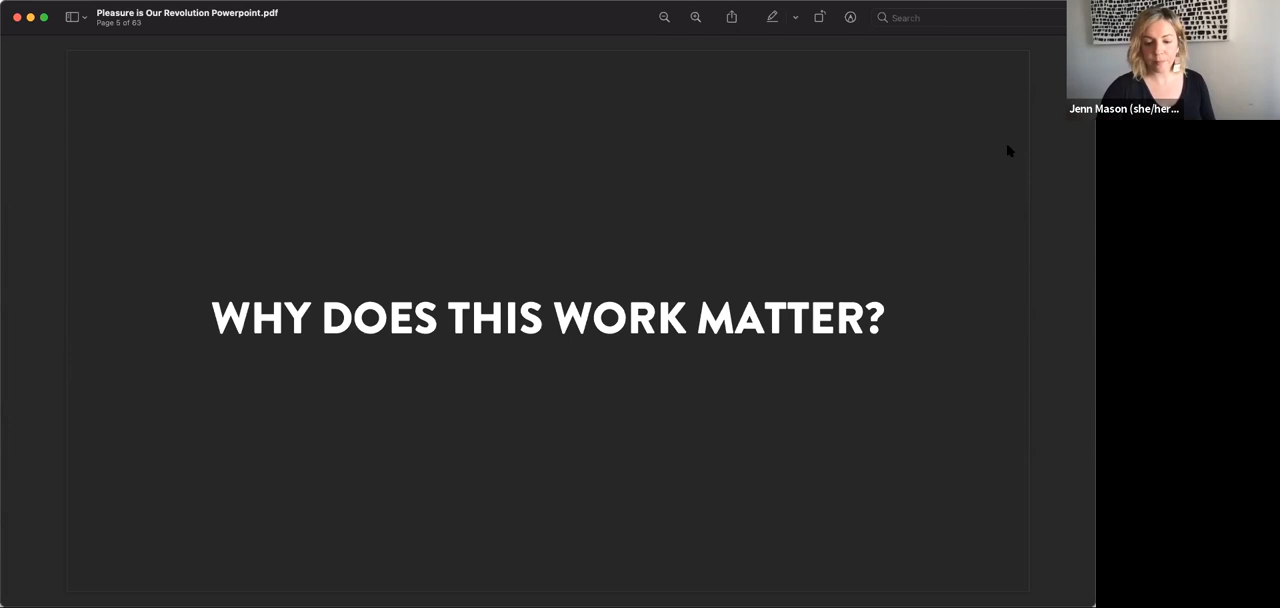 Pleasure is Our Revolution Powerpoint.pdf
Page 5 of 63
Search
Jenn Mason (she/her...
WHY DOES THIS WORK MATTER?